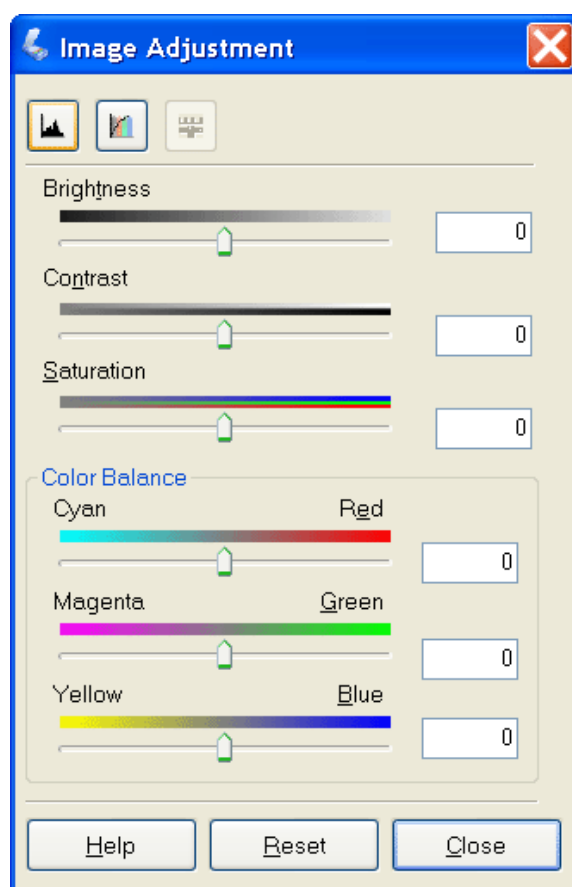 Image Adjustment
Brightness
0
Contrast
0
Saturation
0
Color Balance
Cyan Red
0
Magenta Green
0
Yellow Blue
0
Help Reset Close